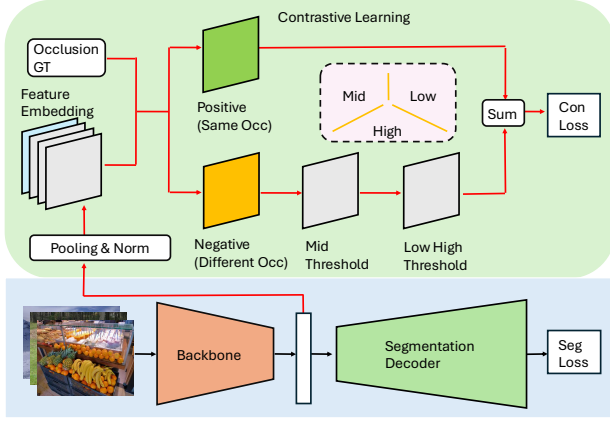 Contrastive Learning
Occlusion
GT
Feature
Embedding
Positive
(Same Occ)
Mid
Low
High
Sum
Con
Loss
Negative
(Different Occ)
Mid
Threshold
Low High
Threshold
Pooling & Norm
Backbone
Segmentation
Decoder
Seg
Loss